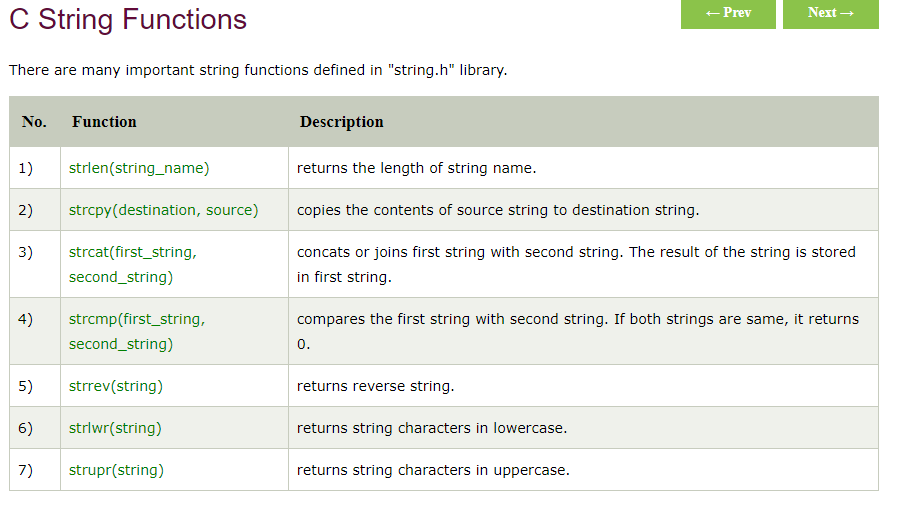 C String Functions
← Prev
Next →
There are many important string functions defined in "string.h" library.
No. Function Description
1) strlen(string_name) returns the length of string name.
2) strcpy(destination, source) copies the contents of source string to destination string.
3) strcat(first_string, concats or joins first string with second string. The result of the string is stored
second_string) in first string.
4) strcmp(first_string, compares the first string with second string. If both strings are same, it returns
second_string) 0.
5) strrev(string) returns reverse string.
6) strlwr(string) returns string characters in lowercase.
7) strupr(string) returns string characters in uppercase.